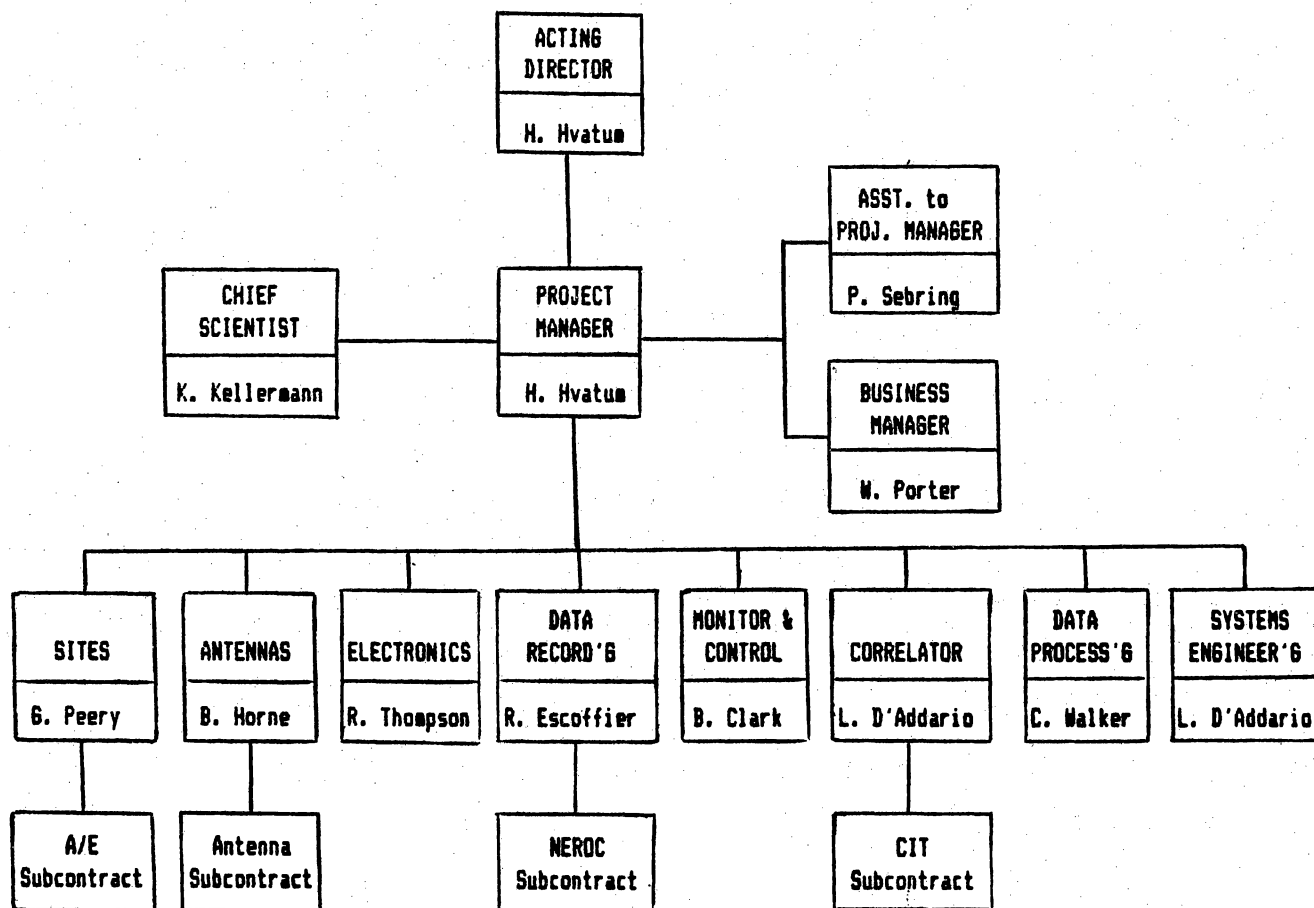 ACTING
DIRECTOR
H. Hvatum
ASST. to
PROJ. MANAGER
P. Sebring
CHIEF
SCIENTIST
K. Kellermann
PROJECT
MANAGER
H. Hvatum
BUSINESS
MANAGER
W. Porter
SITES
G. Peery
ANTENNAS
B. Horne
ELECTRONICS
R. Thompson
DATA
RECORD'G
R. Escoffier
MONITOR &
CONTROL
B. Clark
CORRELATOR
L. D'Addario
DATA
PROCESS'G
C. Walker
SYSTEMS
ENGINEER'G
L. D'Addario
A/E
Subcontract
Antenna
Subcontract
NEROC
Subcontract
CIT
Subcontract